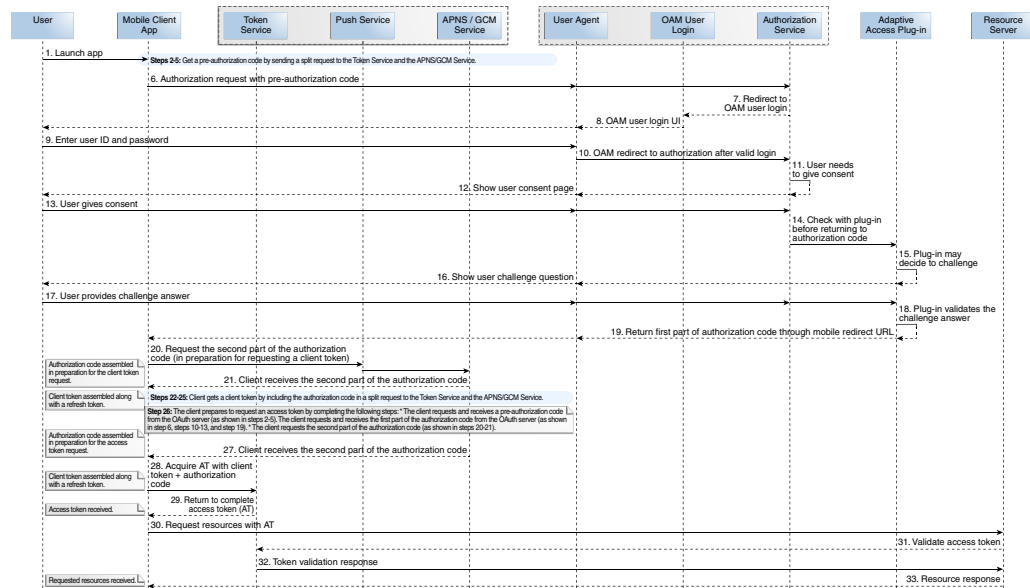 User
Mobile Client
App
Token
Service
Push Service
APNS / GCM
Service
User Agent
OAM User
Login
Authorization
Service
Adaptive
Access Plug-in
Resource
Server
1. Launch app
Steps 2-5: Get a pre-authorization code by sending a split request to the Token Service and the APNS/GCM Service.
6. Authorization request with pre-authorization code
7. Redirect to
OAM user login
8. OAM user login UI
9. Enter user ID and password
10. OAM redirect to authorization after valid login
11. User needs
to give consent
12. Show user consent page
13. User gives consent
14. Check with plug-in
before returning to
authorization code
15. Plug-in may
decide to challenge
16. Show user challenge question
17. User provides challenge answer
18. Plug-in validates the
challenge answer
19. Return first part of authorization code through mobile redirect URL
20. Request the second part of the authorization
code (in preparation for requesting a client token)
Authorization code assembled
in preparation for the client token
request.
21. Client receives the second part of the authorization code
Client token assembled along
with a refresh token.
Steps 22-25: Client gets a client token by including the authorization code in a split request to the Token Service and the APNS/GCM Service.
Step 26: The client prepares to request an access token by completing the following steps: * The client requests and receives a pre-authorization code
from the OAuth server (as shown in steps 2-5). The client requests and receives the first part of the authorization code from the OAuth server (as shown
in step 6, steps 10-13, and step 19). * The client requests the second part of the authorization code (as shown in steps 20-21).
Authorization code assembled
in preparation for the access
token request.
27. Client receives the second part of the authorization code
28. Acquire AT with client
token + authorization
code
Client token assembled along
with a refresh token.
29. Return to complete
access token (AT)
Access token received.
30. Request resources with AT
31. Validate access token
32. Token validation response
33. Resource response
Requested resources received.